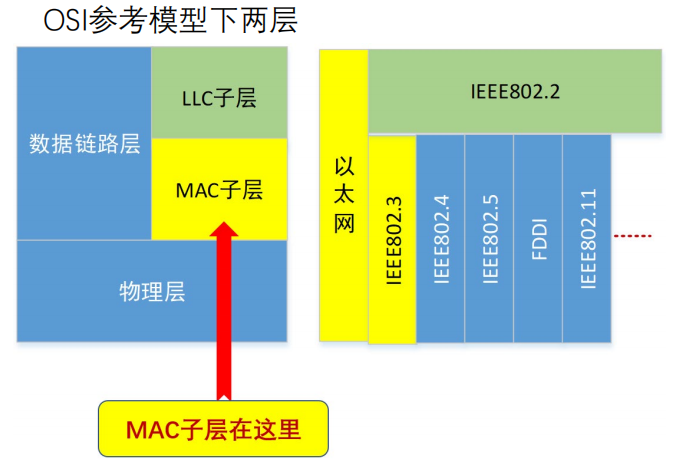 OSI参考模型下两层
数据链路层
LLC子层
MAC子层
物理层
MAC子层在这里
以太网
IEEE802.2
IEEE802.3
IEEE802.4
IEEE802.5
FDDI
IEEE802.11